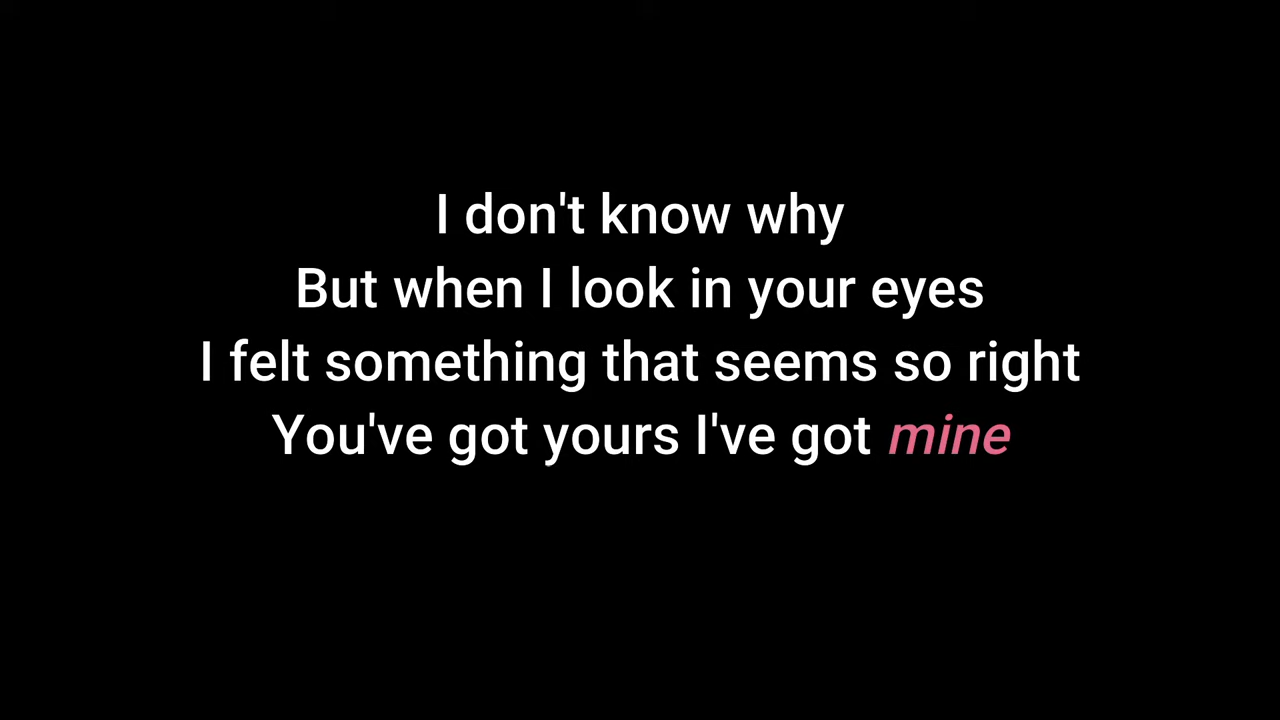 I don't know why
But when I look in your eyes
I felt something that seems so right
You've got yours I've got mine